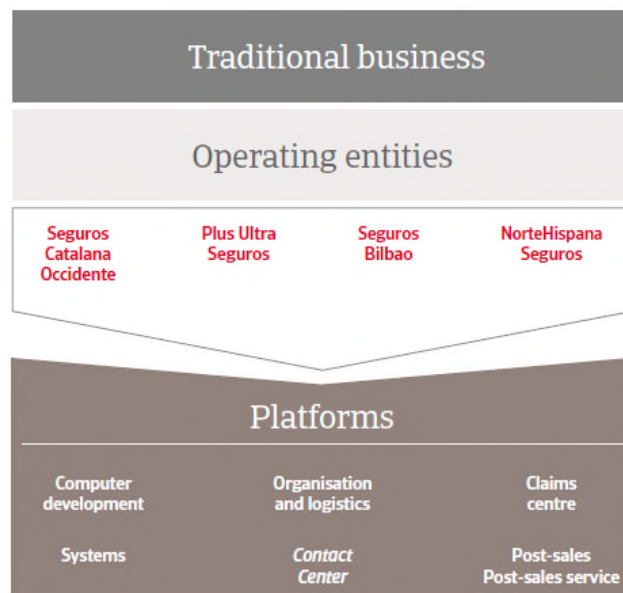 Traditional business
Operating entities
Seguros
Catalana
Occidente
Plus Ultra
Seguros
Seguros
Bilbao
NorteHispana
Seguros
Platforms
Computer
development
Organisation
and logistics
Claims
centre
Systems
Contact
Center
Post-sales
Post-sales service